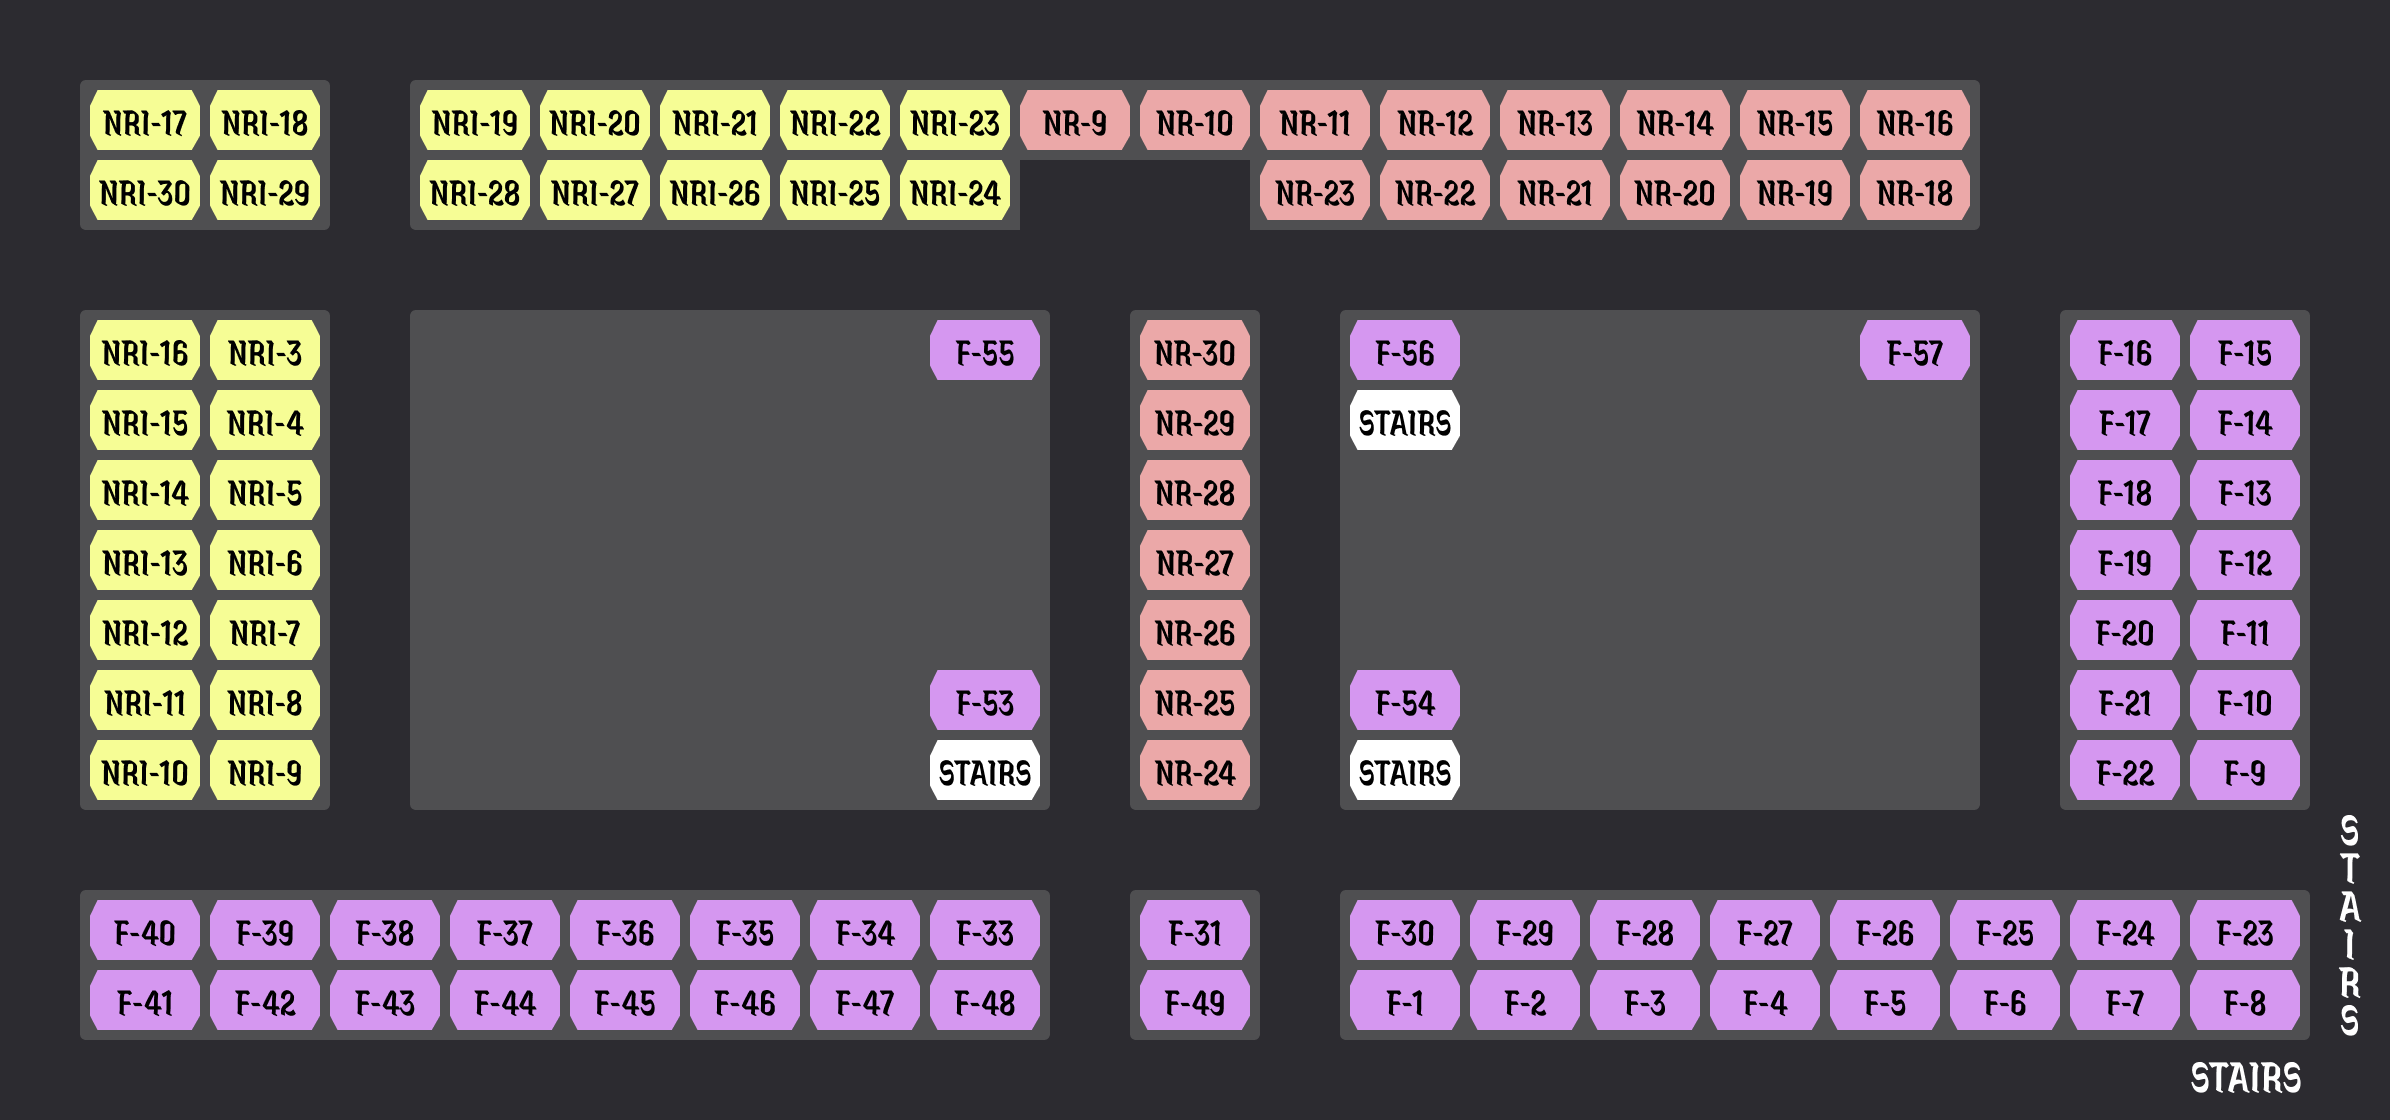 NRI-17 NRI-18 NRI-19 NRI-20 NRI-21 NRI-22 NRI-23 NR-9 NR-10 NR-11 NR-12 NR-13 NR-14 NR-15 NR-16
NRI-30 NRI-29 NRI-28 NRI-27 NRI-26 NRI-25 NRI-24 NR-23 NR-22 NR-21 NR-20 NR-19 NR-18
NRI-16 NRI-3 F-55 NR-30 F-56 F-57 F-16 F-15
NRI-15 NRI-4 NR-29 STAIRS F-17 F-14
NRI-14 NRI-5 NR-28 F-18 F-13
NRI-13 NRI-6 NR-27 F-19 F-12
NRI-12 NRI-7 NR-26 F-20 F-11
NRI-11 NRI-8 F-53 NR-25 F-54 F-21 F-10
NRI-10 NRI-9 STAIRS NR-24 STAIRS F-22 F-9
F-40 F-39 F-38 F-37 F-36 F-35 F-34 F-33 F-31 F-30 F-29 F-28 F-27 F-26 F-25 F-24 F-23
F-41 F-42 F-43 F-44 F-45 F-46 F-47 F-48 F-49 F-1 F-2 F-3 F-4 F-5 F-6 F-7 F-8
STAIRS
STAIRS